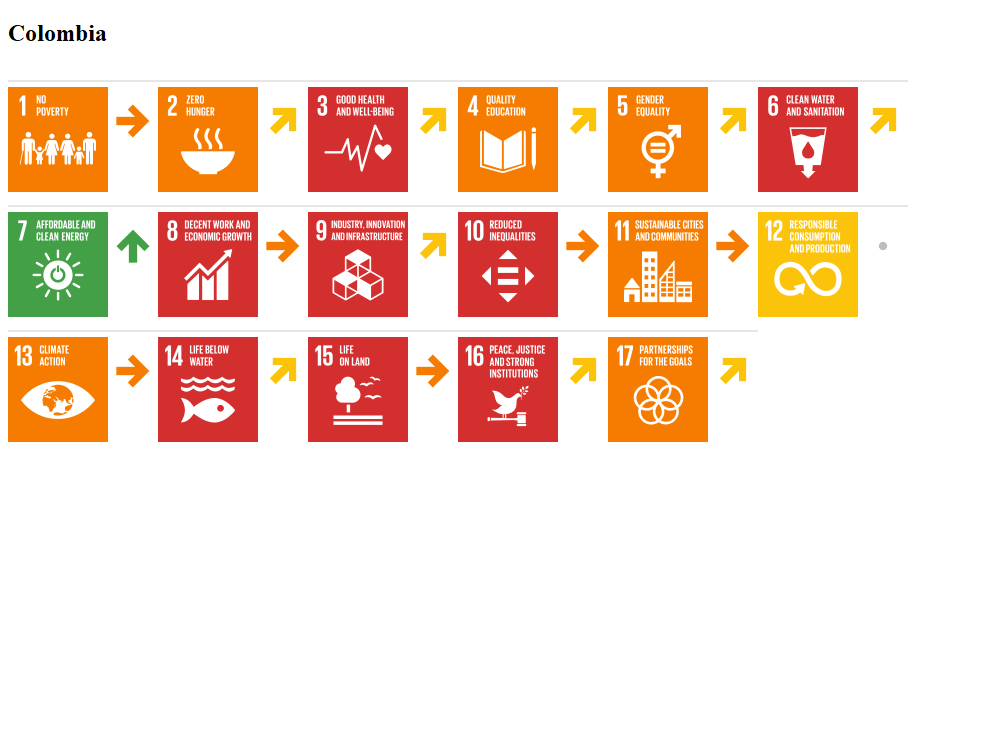 Colombia
1 NO
POVERTY
2 ZERO
HUNGER
3 GOOD HEALTH
AND WELL-BEING
4 QUALITY
EDUCATION
5 GENDER
EQUALITY
6 CLEAN WATER
AND SANITATION
7 AFFORDABLE AND
CLEAN ENERGY
8 DECENT WORK AND
ECONOMIC GROWTH
9 INDUSTRY, INNOVATION
AND INFRASTRUCTURE
10 REDUCED
INEQUALITIES
11 SUSTAINABLE CITIES
AND COMMUNITIES
12 RESPONSIBLE
CONSUMPTION
AND PRODUCTION
13 CLIMATE
ACTION
14 LIFE BELOW
WATER
15 LIFE
ON LAND
16 PEACE, JUSTICE
AND STRONG
INSTITUTIONS
17 PARTNERSHIPS
FOR THE GOALS